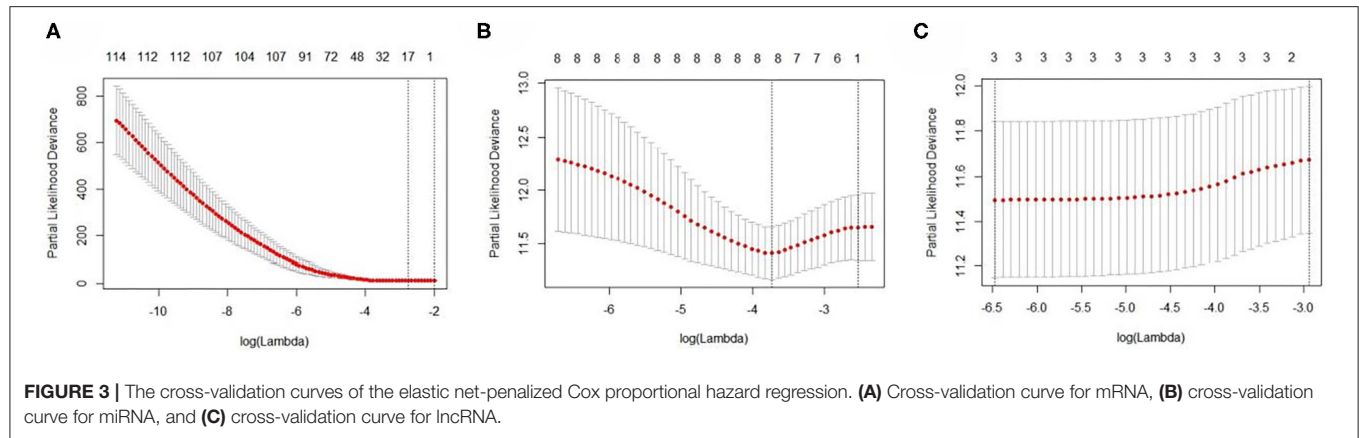 A
114 112 112 107 104 107 91 72 48 32 17 1
Partial Likelihood Deviance
800
600
400
200
0
-10 -8 -6 -4 -2
log(Lambda)
B
8 8 8 8 8 8 8 8 8 8 8 8 7 7 6 1
Partial Likelihood Deviance
13.0
12.5
12.0
11.5
-6 -5 -4 -3
log(Lambda)
C
3 3 3 3 3 3 3 3 3 3 3 3 2
Partial Likelihood Deviance
12.0
11.8
11.6
11.4
11.2
-6.5 -6.0 -5.5 -5.0 -4.5 -4.0 -3.5 -3.0
log(Lambda)
FIGURE 3 | The cross-validation curves of the elastic net-penalized Cox proportional hazard regression. (A) Cross-validation curve for mRNA, (B) cross-validation
curve for miRNA, and (C) cross-validation curve for lncRNA.